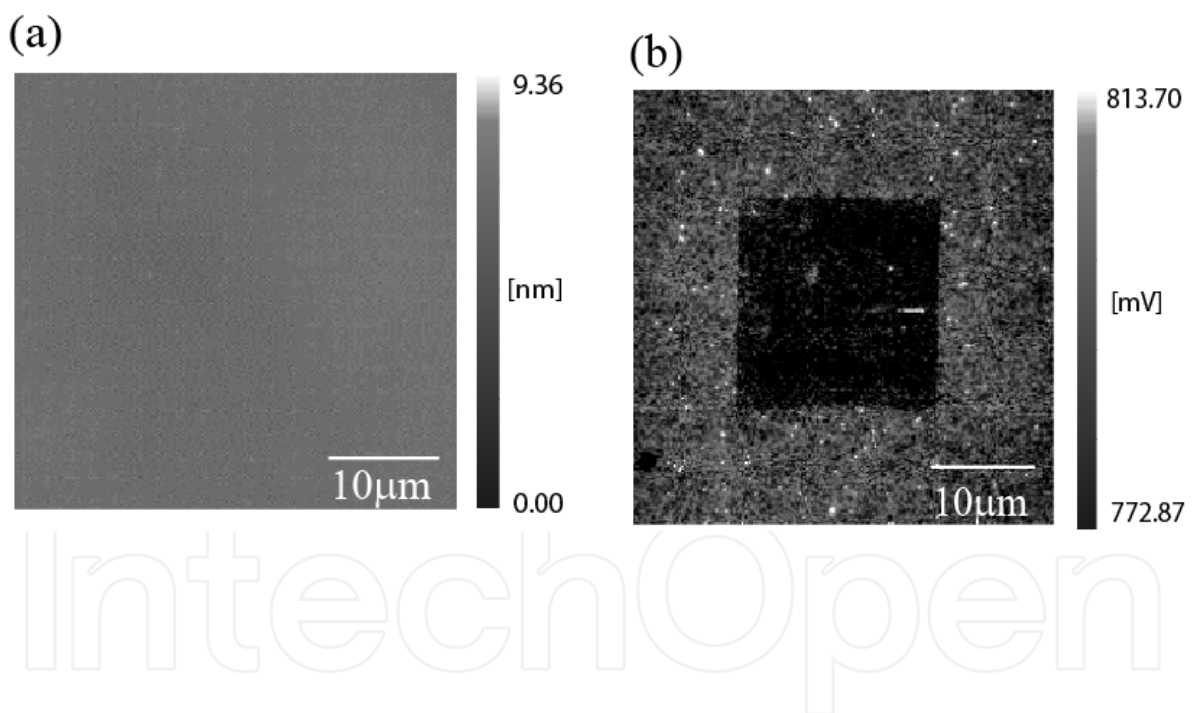 (a)
9.36
[nm]
0.00
10μm
(b)
813.70
[mV]
772.87
10μm
IntechOpen